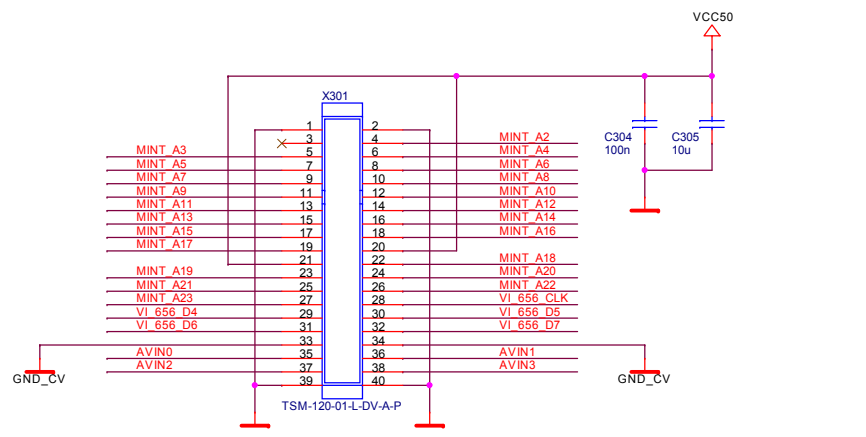 VCC50
X301
1 2
3 4 MINT_A2
MINT_A3 5 6 MINT_A4
MINT_A5 7 8 MINT_A6
MINT_A7 9 10 MINT_A8
MINT_A9 11 12 MINT_A10
MINT_A11 13 14 MINT_A12
MINT_A13 15 16 MINT_A14
MINT_A15 17 18 MINT_A16
MINT_A17 19 20
21 22 MINT_A18
MINT_A19 23 24 MINT_A20
MINT_A21 25 26 MINT_A22
MINT_A23 27 28 VI_656_CLK
VI_656_D4 29 30 VI_656_D5
VI_656_D6 31 32 VI_656_D7
33 34
AVIN0 35 36 AVIN1
AVIN2 37 38 AVIN3
39 40
TSM-120-01-L-DV-A-P
GND_CV
GND_CV
C304
100n
C305
10u